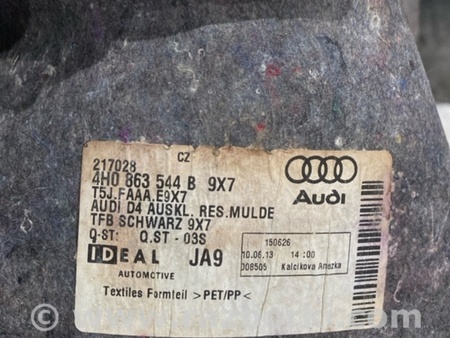 217028
CZ
4H0 863 544 B 9X7
T5J.FAAA.E9X7
AUDI D4 AUSKL. RES.MULDE
TFB SCHWARZ 9X7
Q-ST: Q.ST - 03S
IDEAL JA9
AUTOMOTIVE
Textiles Formteil >PET/PP<
Audi
150626
10.06.13 14:00
008505 Kalcikova Anezka